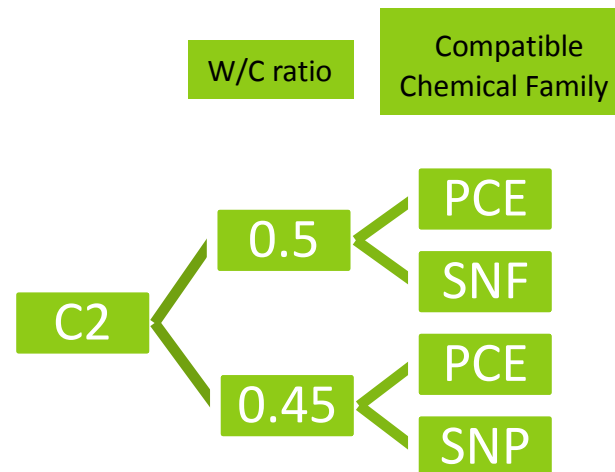 W/C ratio
Compatible
Chemical Family
PCE
0.5
SNF
C2
PCE
0.45
SNP